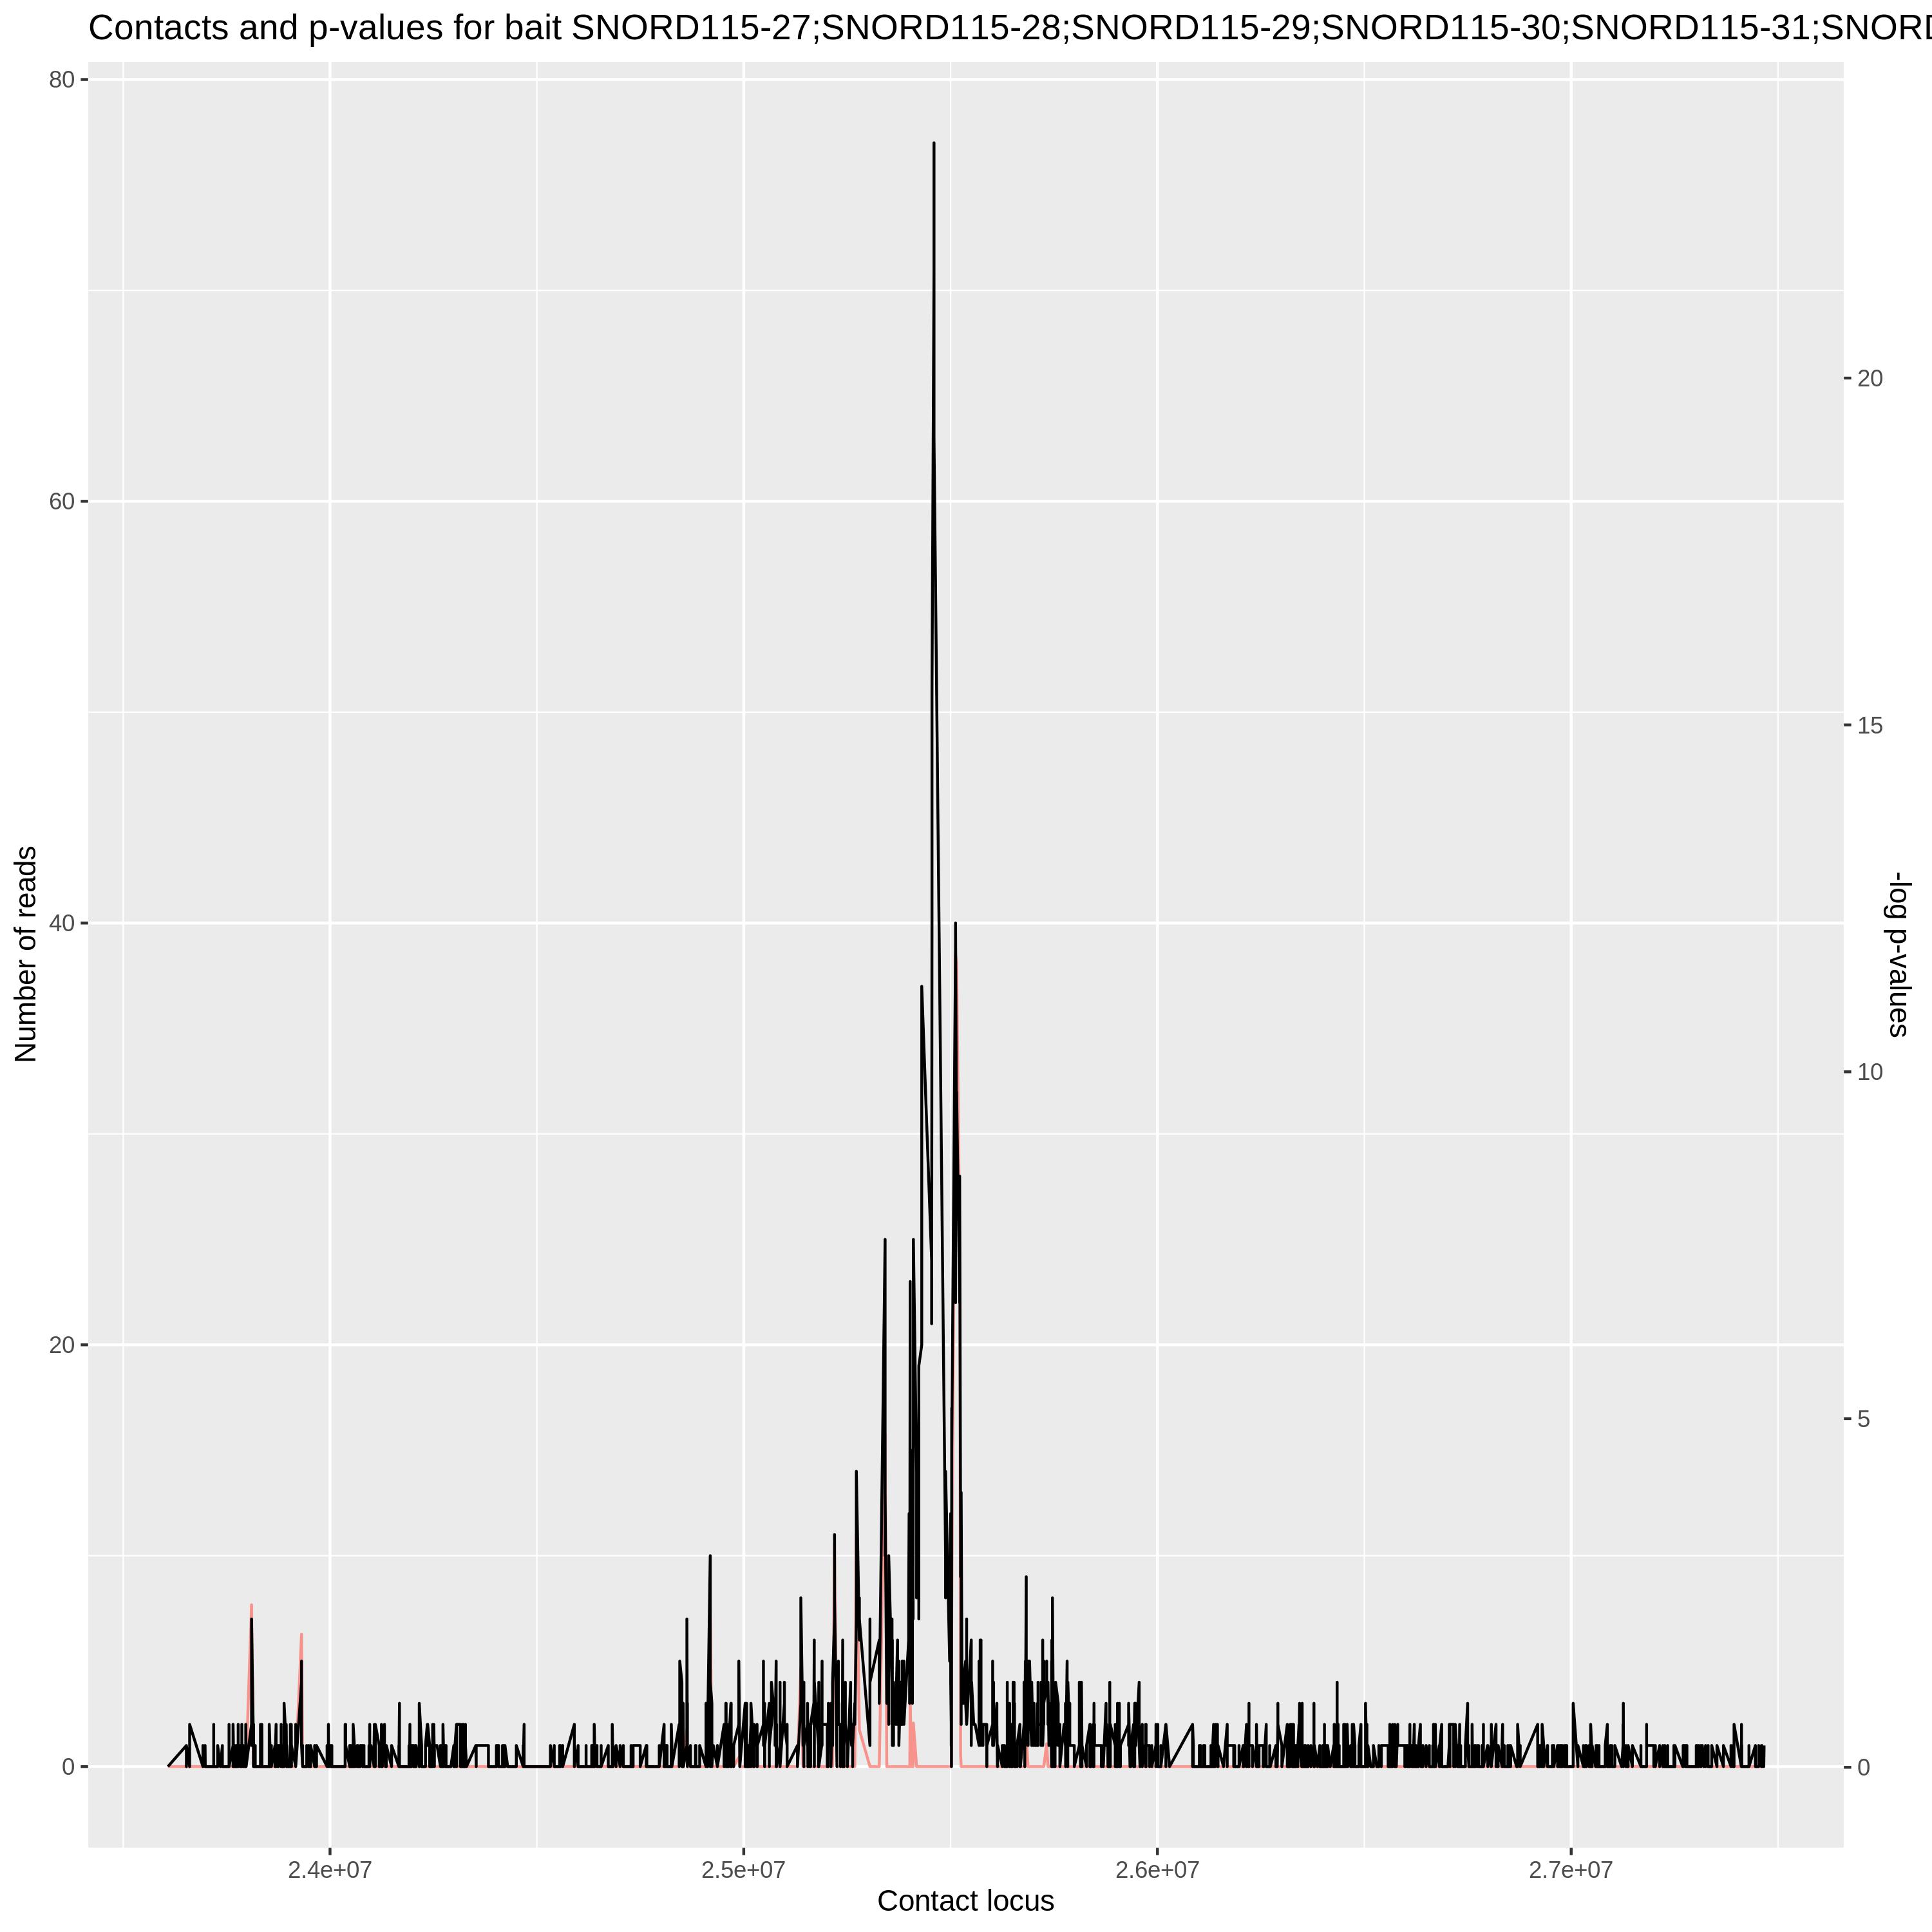 Contacts and p-values for bait SNORD115-27;SNORD115-28;SNORD115-29;SNORD115-30;SNORD115-31;SNORD
80
60
40
20
0
Number of reads
20
15
10
5
0
-log p-values
2.4e+07 2.5e+07 2.6e+07 2.7e+07
Contact locus